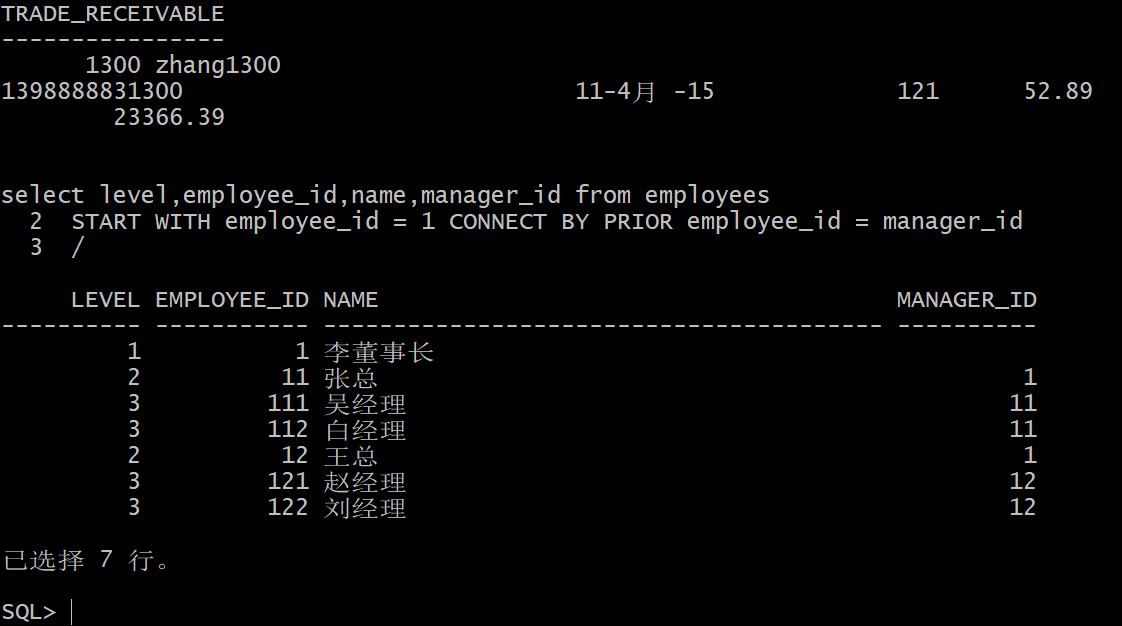 TRADE_RECEIVABLE
----------------
1300 zhang1300
1398888831300 11-4月 -15 121 52.89
23366.39
select level,employee_id,name,manager_id from employees
2 START WITH employee_id = 1 CONNECT BY PRIOR employee_id = manager_id
3 /
LEVEL EMPLOYEE_ID NAME MANAGER_ID
---------- ----------- ---------------------------------------- ----------
1 1 李董事长
2 11 张总 1
3 111 吴经理 11
3 112 白经理 11
2 12 王总 1
3 121 赵经理 12
3 122 刘经理 12
已选择 7 行。
SQL>